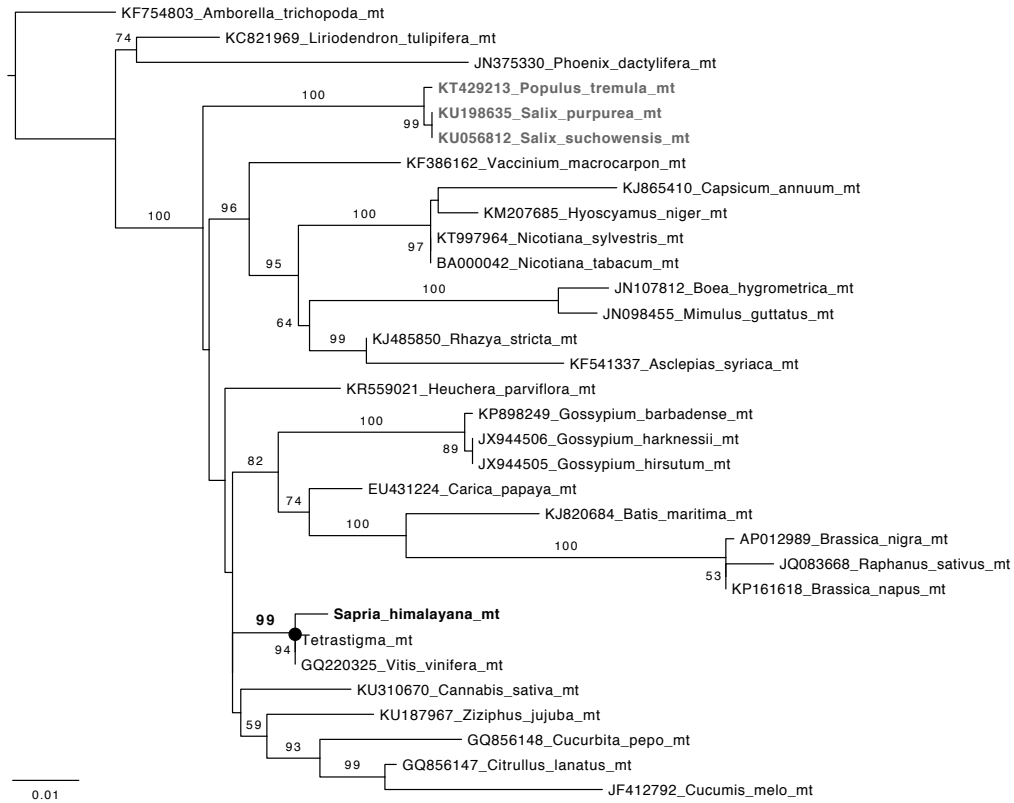 KF754803_Amborella_trichopoda_mt
74
KC821969_Liriodendron_tulipifera_mt
JN375330_Phoenix_dactylifera_mt
100
KT429213_Populus_tremula_mt
KU198635_Salix_purpurea_mt
99
KU056812_Salix_suchowensis_mt
KF386162_Vaccinium_macrocarpon_mt
KJ865410_Capsicum_annuum_mt
100
96
100
KM207685_Hyoscyamus_niger_mt
KT997964_Nicotiana_sylvestris_mt
97
BA000042_Nicotiana_tabacum_mt
95
100
JN107812_Boea_hygrometrica_mt
JN098455_Mimulus_guttatus_mt
64
99
KJ485850_Rhazya_stricta_mt
KF541337_Asclepias_syriaca_mt
KR559021_Heuchera_parviflora_mt
100
KP898249_Gossypium_barbadense_mt
JX944506_Gossypium_harknessii_mt
89
JX944505_Gossypium_hirsutum_mt
82
EU431224_Carica_papaya_mt
74
KJ820684_Batis_maritima_mt
100
AP012989_Brassica_nigra_mt
100
JQ083668_Raphanus_sativus_mt
53
KP161618_Brassica_napus_mt
99
Sapria_himalayana_mt
Tetrastigma_mt
94
GQ220325_Vitis_vinifera_mt
KU310670_Cannabis_sativa_mt
59
KU187967_Ziziphus_jujuba_mt
93
GQ856148_Cucurbita_pepo_mt
99
GQ856147_Citrullus_lanatus_mt
JF412792_Cucumis_melo_mt
0.01